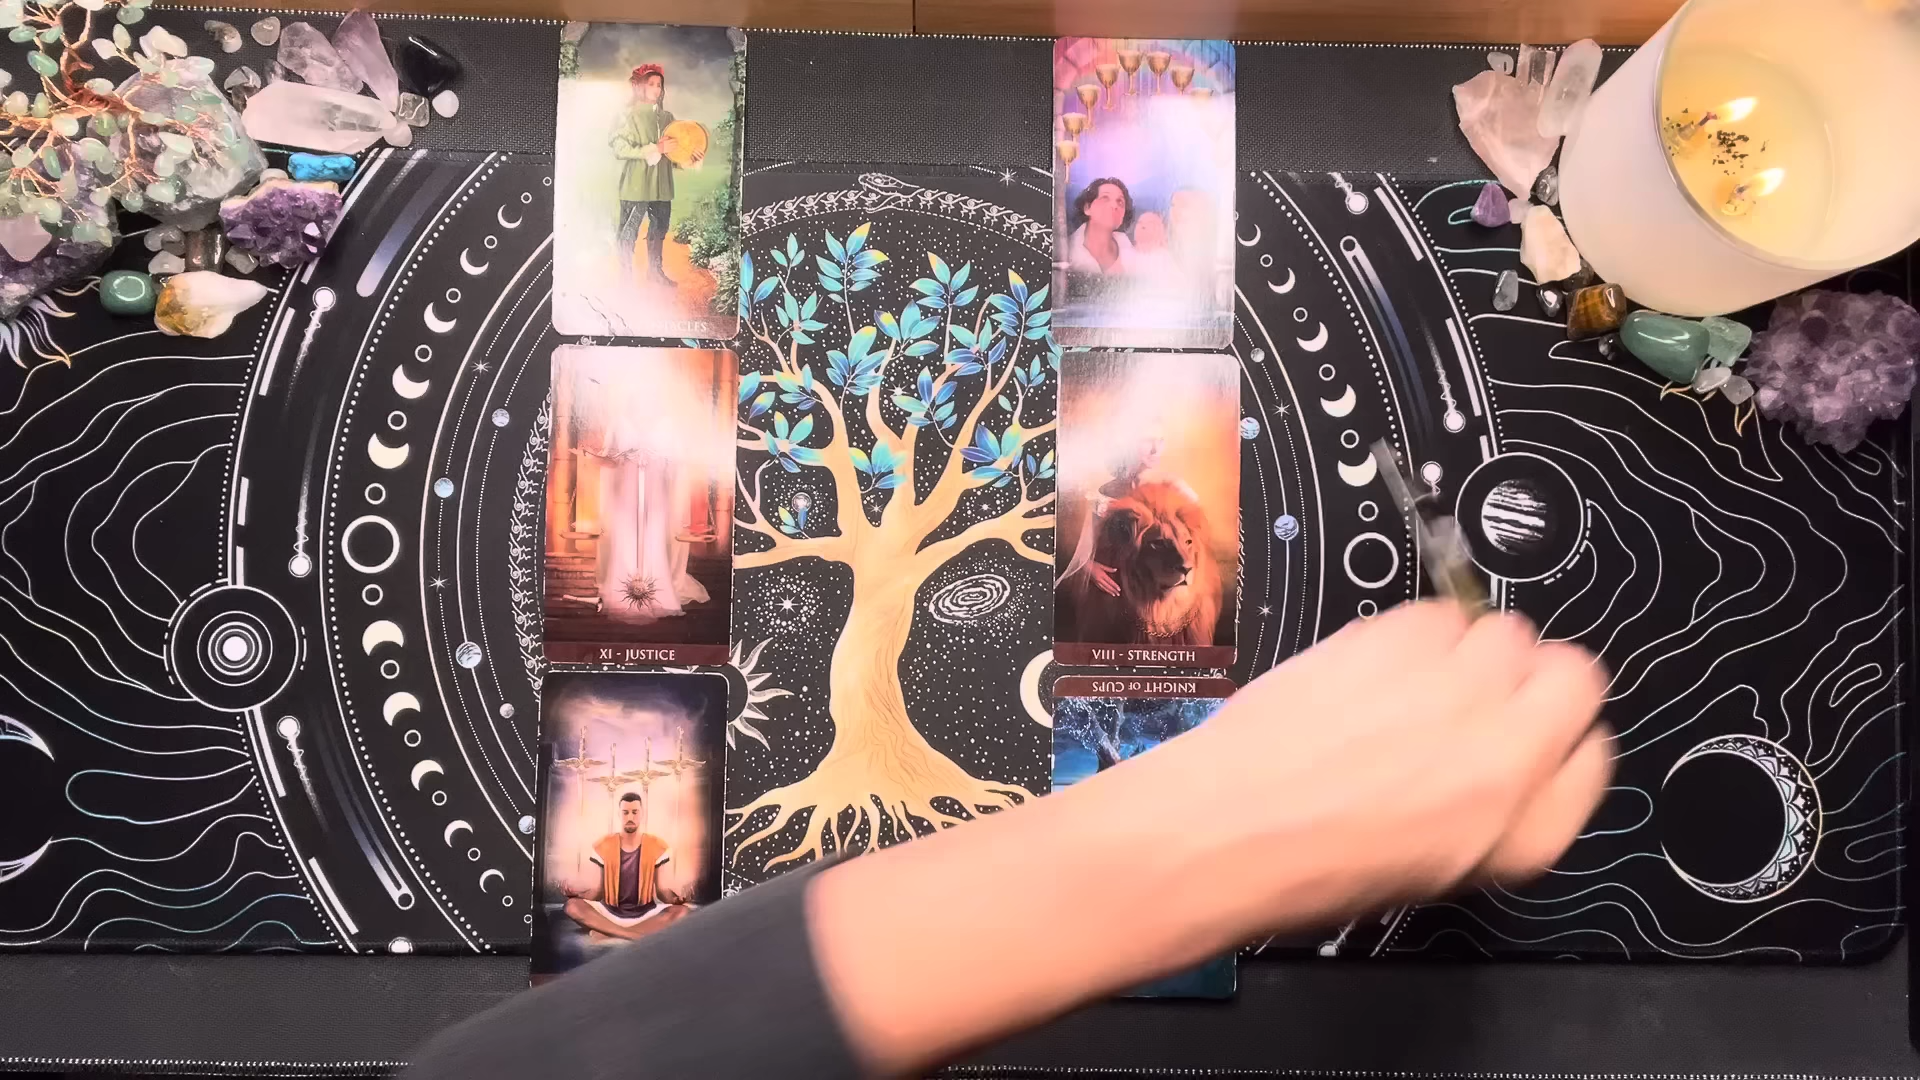 XI - JUSTICE
VIII - STRENGTH
KNIGHT OF CUPS